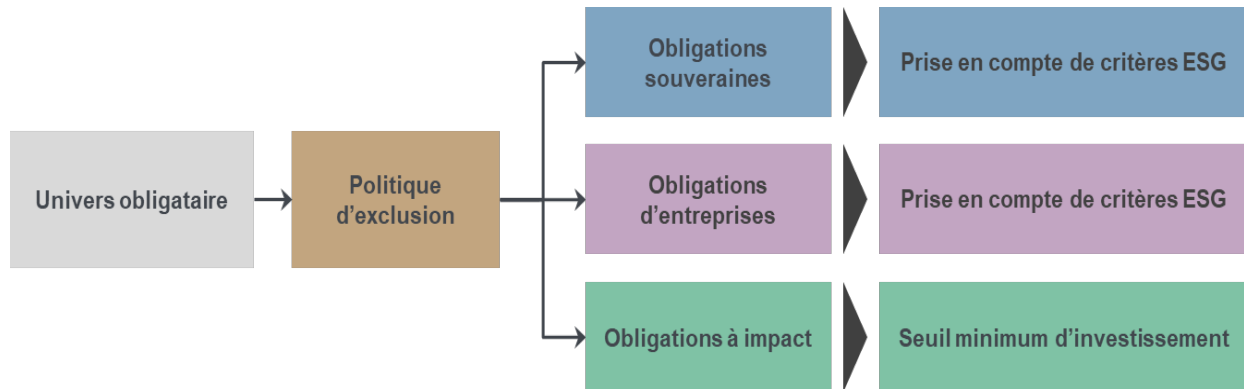 Univers obligataire
Politique
d’exclusion
Obligations
souveraines
Prise en compte de critères ESG
Obligations
d’entreprises
Prise en compte de critères ESG
Obligations à impact
Seuil minimum d’investissement